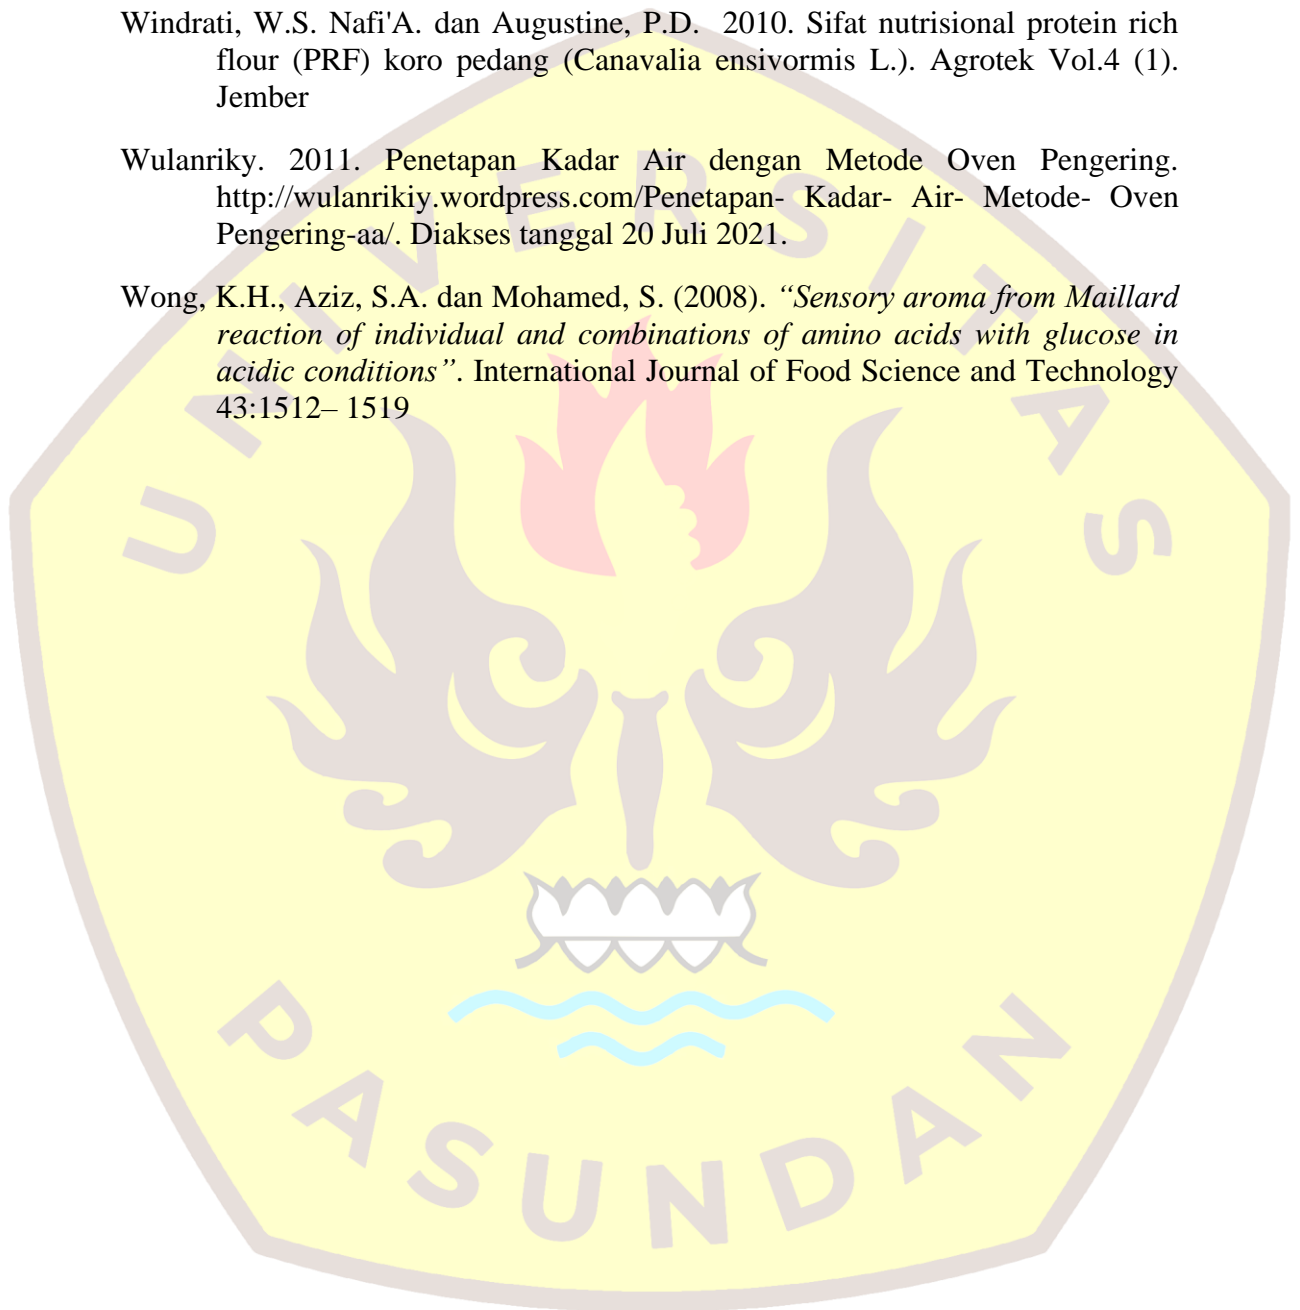 Windrati, W.S. Nafi'A. dan Augustine, P.D. 2010. Sifat nutrisional protein rich
flour (PRF) koro pedang (Canavalia ensivormis L.). Agrotek Vol.4 (1).
Jember
Wulanriky. 2011. Penetapan Kadar Air dengan Metode Oven Pengering.
http://wulanrikiy.wordpress.com/Penetapan- Kadar- Air- Metode- Oven
Pengering-aa/. Diakses tanggal 20 Juli 2021.
Wong, K.H., Aziz, S.A. dan Mohamed, S. (2008). “Sensory aroma from Maillard
reaction of individual and combinations of amino acids with glucose in
acidic conditions”. International Journal of Food Science and Technology
43:1512– 1519
UNIVERSITAS
PASUNDAN